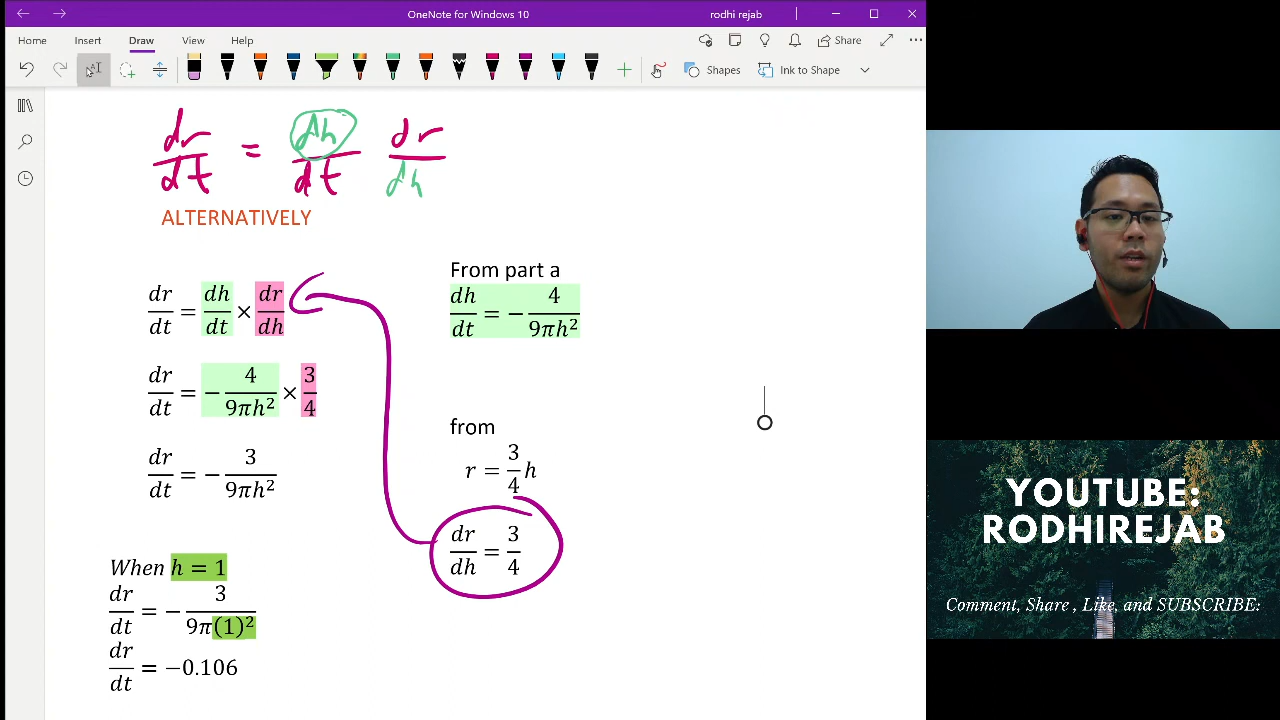 OneNote for Windows 10
rodhi rejab
Home Insert Draw View Help
Share
Shapes
Ink to Shape
dr/dt = dh/dt dr/dh
ALTERNATIVELY
dr/dt = dh/dt × dr/dh
dr/dt = − 4/9πh² × 3/4
dr/dt = − 3/9πh²
When h = 1
dr/dt = − 3/9π(1)²
dr/dt = −0.106
From part a
dh/dt = − 4/9πh²
from
r = 3/4 h
dr/dh = 3/4
YOUTUBE:
RODHIREJAB
Comment, Share , Like, and SUBSCRIBE: